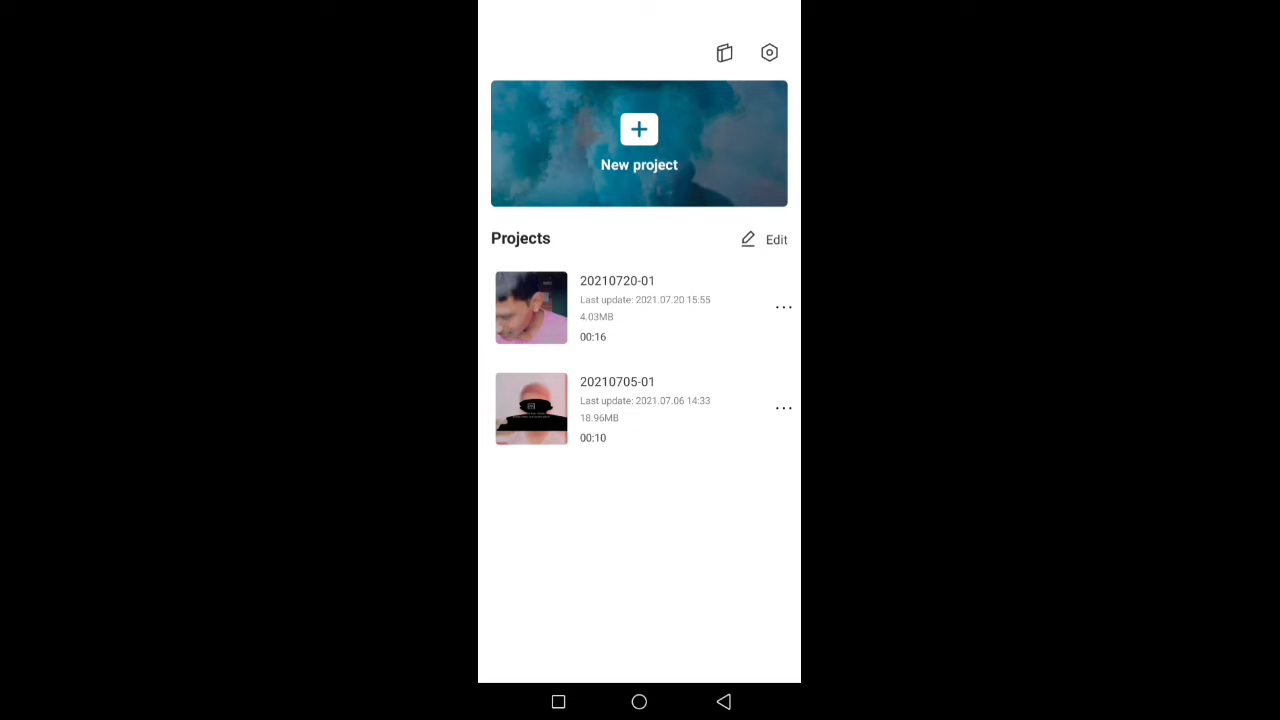 New project
Projects
Edit
20210720-01
Last update: 2021.07.20 15:55
4.03MB
00:16
20210705-01
Last update: 2021.07.06 14:33
18.96MB
00:10